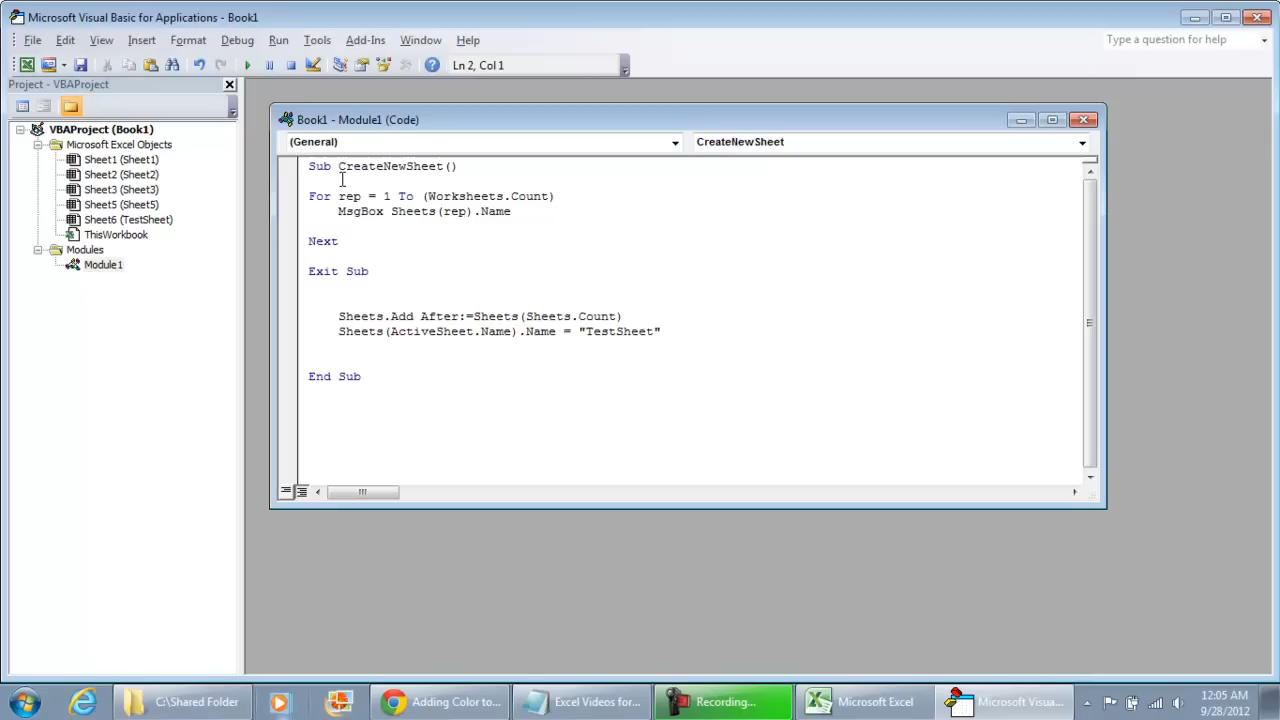 Microsoft Visual Basic for Applications - Book1
File Edit View Insert Format Debug Run Tools Add-Ins Window Help
Type a question for help
Ln 2, Col 1
Project - VBAProject
VBAProject (Book1)
Microsoft Excel Objects
Sheet1 (Sheet1)
Sheet2 (Sheet2)
Sheet3 (Sheet3)
Sheet5 (Sheet5)
Sheet6 (TestSheet)
ThisWorkbook
Modules
Module1
Book1 - Module1 (Code)
(General)
CreateNewSheet
Sub CreateNewSheet()
For rep = 1 To (Worksheets.Count)
MsgBox Sheets(rep).Name
Next
Exit Sub
Sheets.Add After:=Sheets(Sheets.Count)
Sheets(ActiveSheet.Name).Name = "TestSheet"
End Sub
C:\Shared Folder
Adding Color to...
Excel Videos for...
Recording...
Microsoft Excel
Microsoft Visua...
12:05 AM
9/28/2012